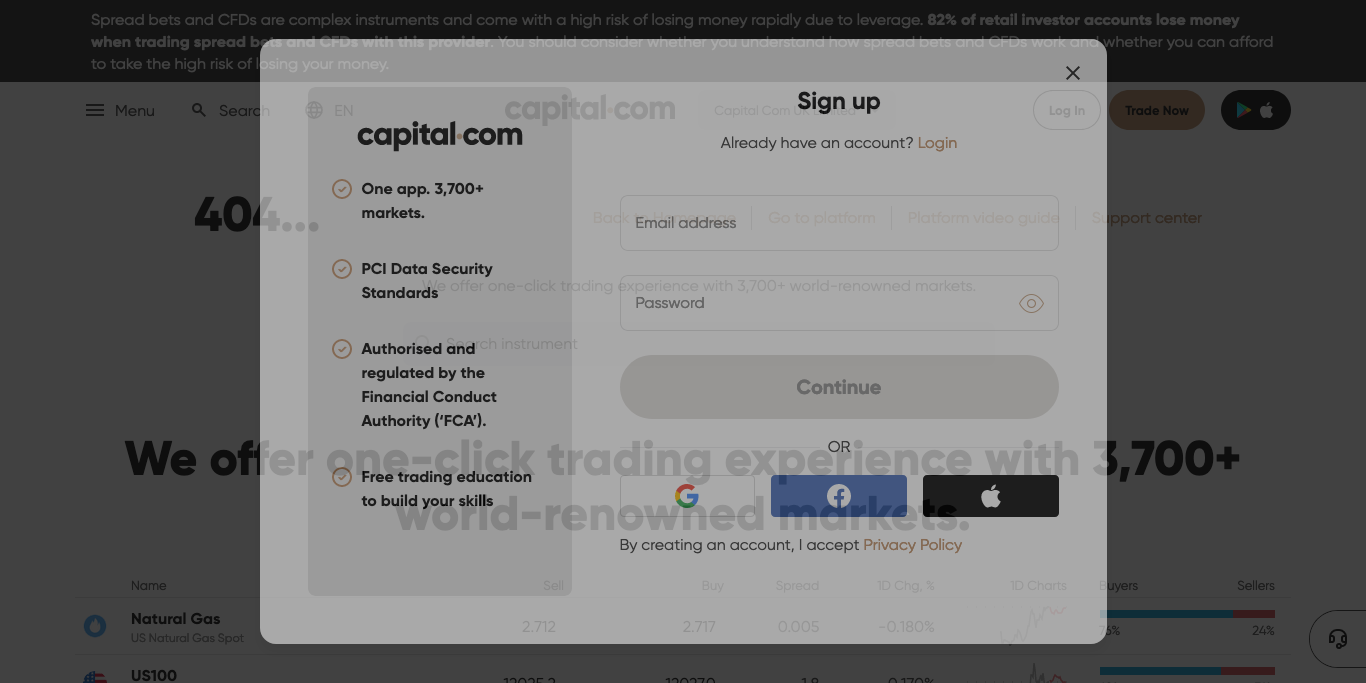 Spread bets and CFDs are complex instruments and come with a high risk of losing money rapidly due to leverage. 82% of retail investor accounts lose money
when trading spread bets and CFDs with this provider. You should consider whether you understand how spread bets and CFDs work and whether you can afford
to take the high risk of losing your money.
Menu
Search
EN
capital.com
Capital Com UK Limited
Log In
Trade Now
404...
Back to Homepage
Go to platform
Platform video guide
Support center
We offer one-click trading experience with 3,700+ world-renowned markets.
Search instrument
We offer one-click trading experience with 3,700+
world-renowned markets.
Name
Sell
Buy
Spread
1D Chg, %
1D Charts
Buyers
Sellers
Natural Gas
US Natural Gas Spot
2.712
2.717
0.005
-0.180%
76%
24%
US100
1.8
capital.com
One app. 3,700+
markets.
PCI Data Security
Standards
Authorised and
regulated by the
Financial Conduct
Authority (‘FCA’).
Free trading education
to build your skills
Sign up
Already have an account? Login
Email address
Password
Continue
OR
By creating an account, I accept Privacy Policy